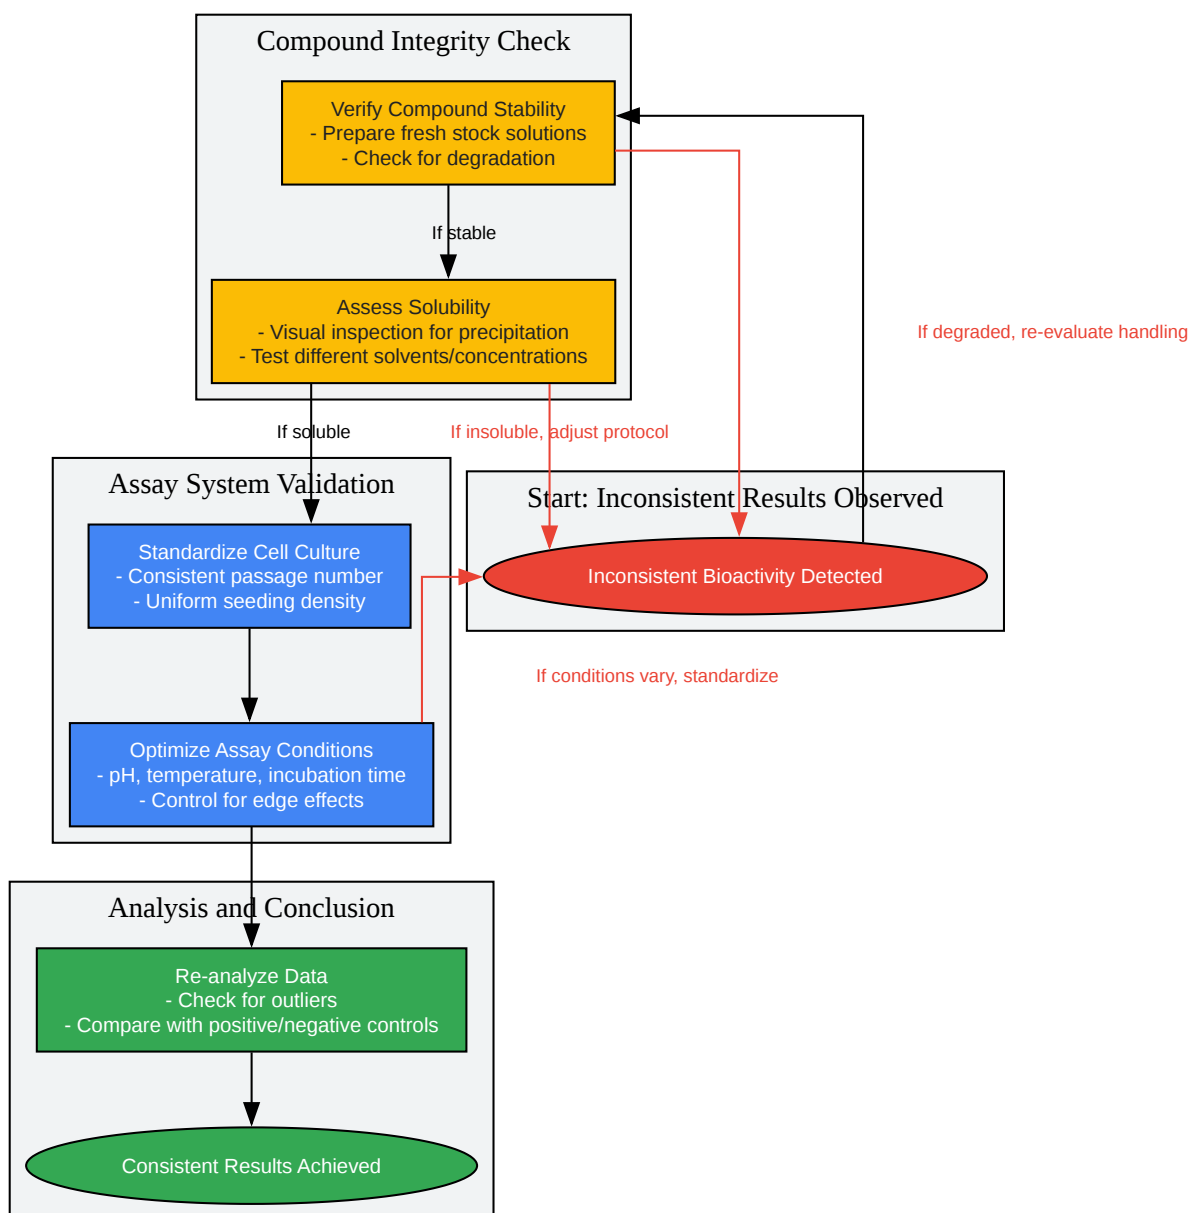 Compound Integrity Check
Verify Compound Stability
- Prepare fresh stock solutions
- Check for degradation
If stable
Assess Solubility
- Visual inspection for precipitation
- Test different solvents/concentrations
If degraded, re-evaluate handling
If soluble
If insoluble, adjust protocol
Assay System Validation
Start: Inconsistent Results Observed
Standardize Cell Culture
- Consistent passage number
- Uniform seeding density
Inconsistent Bioactivity Detected
If conditions vary, standardize
Optimize Assay Conditions
- pH, temperature, incubation time
- Control for edge effects
Analysis and Conclusion
Re-analyze Data
- Check for outliers
- Compare with positive/negative controls
Consistent Results Achieved